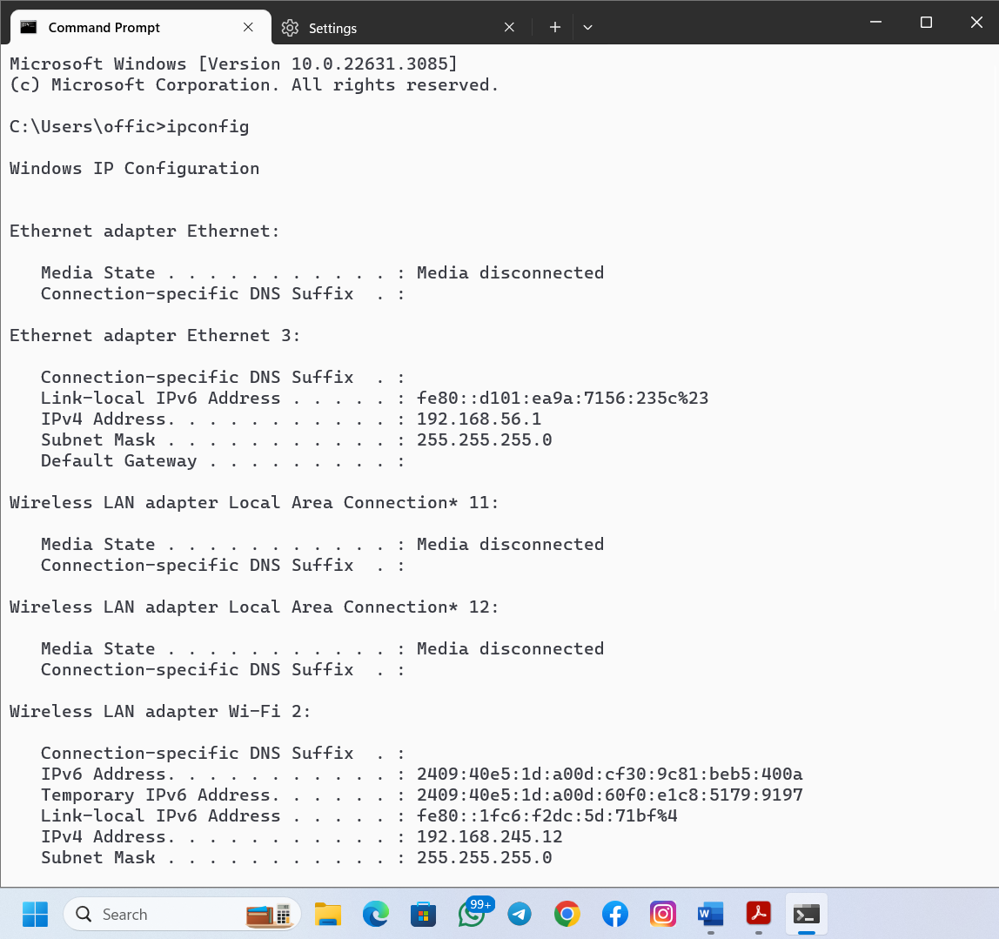 Command Prompt
Settings
Microsoft Windows [Version 10.0.22631.3085]
(c) Microsoft Corporation. All rights reserved.
C:\Users\offic>ipconfig
Windows IP Configuration
Ethernet adapter Ethernet:
   Media State . . . . . . . . . . . : Media disconnected
   Connection-specific DNS Suffix  . :
Ethernet adapter Ethernet 3:
   Connection-specific DNS Suffix  . :
   Link-local IPv6 Address . . . . . : fe80::d101:ea9a:7156:235c%23
   IPv4 Address. . . . . . . . . . . : 192.168.56.1
   Subnet Mask . . . . . . . . . . . : 255.255.255.0
   Default Gateway . . . . . . . . . :
Wireless LAN adapter Local Area Connection* 11:
   Media State . . . . . . . . . . . : Media disconnected
   Connection-specific DNS Suffix  . :
Wireless LAN adapter Local Area Connection* 12:
   Media State . . . . . . . . . . . : Media disconnected
   Connection-specific DNS Suffix  . :
Wireless LAN adapter Wi-Fi 2:
   Connection-specific DNS Suffix  . :
   IPv6 Address. . . . . . . . . . . : 2409:40e5:1d:a00d:cf30:9c81:beb5:400a
   Temporary IPv6 Address. . . . . . : 2409:40e5:1d:a00d:60f0:e1c8:5179:9197
   Link-local IPv6 Address . . . . . : fe80::1fc6:f2dc:5d:71bf%4
   IPv4 Address. . . . . . . . . . . : 192.168.245.12
   Subnet Mask . . . . . . . . . . . : 255.255.255.0
Search
99+
W